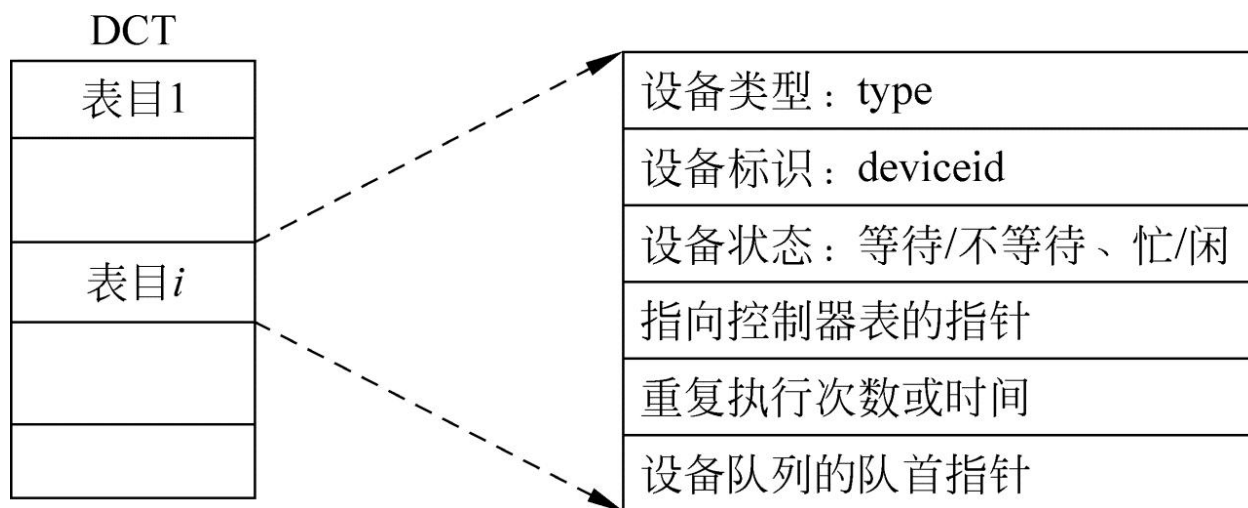 DCT
表目1
表目i
设备类型：type
设备标识：deviceid
设备状态：等待/不等待、忙/闲
指向控制器表的指针
重复执行次数或时间
设备队列的队首指针